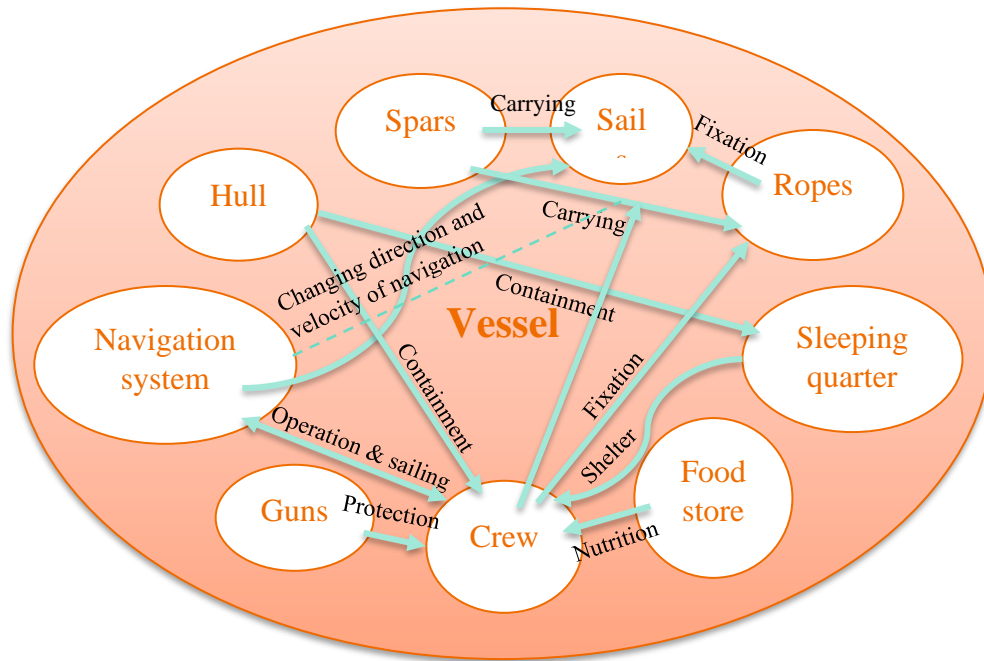 Carrying
Spars
Sail
Fixation
Ropes
Hull
Carrying
Changing direction and
velocity of navigation
Containment
Vessel
Navigation
system
Sleeping
quarter
Containment
Fixation
Operation & sailing
Shelter
Food
store
Guns
Protection
Crew
Nutrition